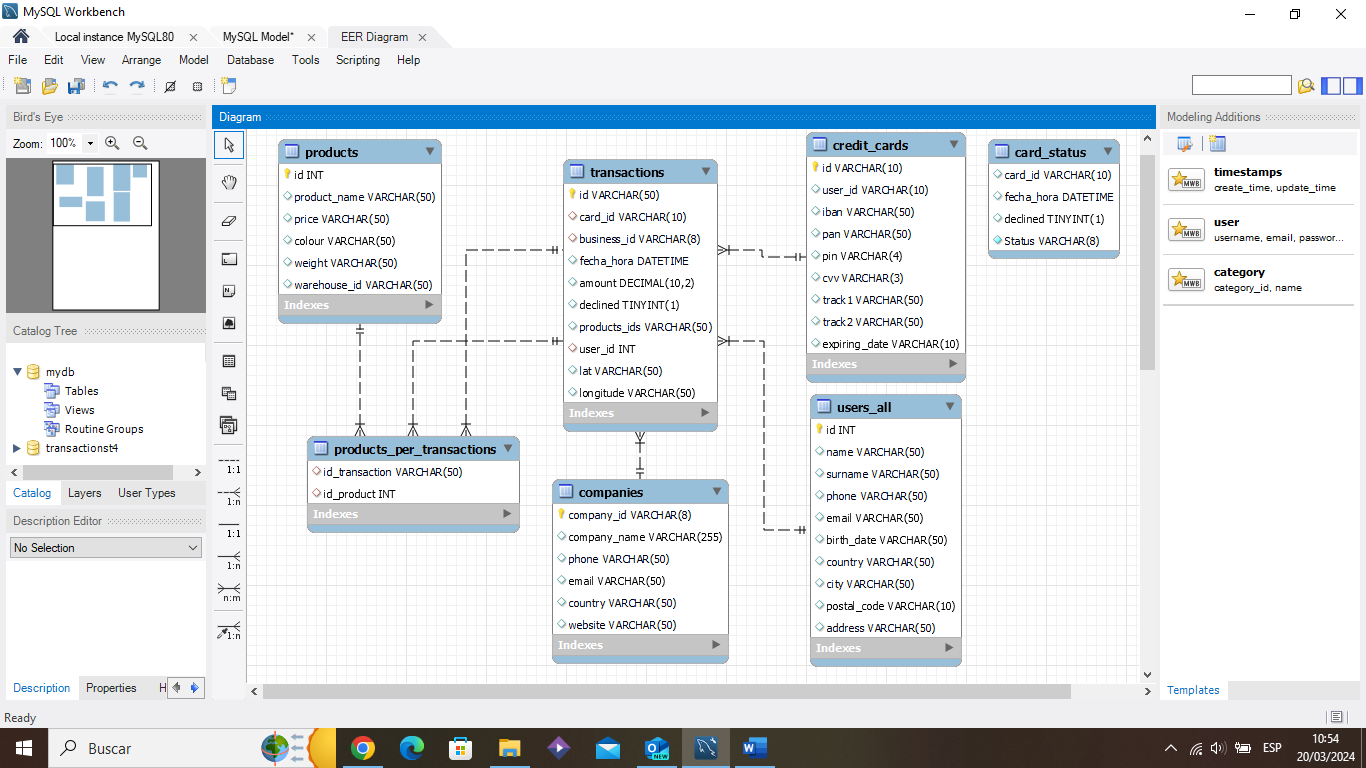 MySQL Workbench
Local instance MySQL80
MySQL Model*
EER Diagram
File Edit View Arrange Model Database Tools Scripting Help
Bird's Eye
Zoom: 100%
Catalog Tree
mydb
Tables
Views
Routine Groups
transactionst4
Catalog Layers User Types
Description Editor
No Selection
Description Properties H
Diagram
1:1
1:n
1:1
1:n
n:m
1:n
products
id INT
product_name VARCHAR(50)
price VARCHAR(50)
colour VARCHAR(50)
weight VARCHAR(50)
warehouse_id VARCHAR(50)
Indexes
transactions
id VARCHAR(50)
card_id VARCHAR(10)
business_id VARCHAR(8)
fecha_hora DATETIME
amount DECIMAL(10,2)
declined TINYINT(1)
products_ids VARCHAR(50)
user_id INT
lat VARCHAR(50)
longitude VARCHAR(50)
Indexes
credit_cards
id VARCHAR(10)
user_id VARCHAR(10)
iban VARCHAR(50)
pan VARCHAR(50)
pin VARCHAR(4)
cvv VARCHAR(3)
track1 VARCHAR(50)
track2 VARCHAR(50)
expiring_date VARCHAR(10)
Indexes
card_status
card_id VARCHAR(10)
fecha_hora DATETIME
declined TINYINT(1)
Status VARCHAR(8)
products_per_transactions
id_transaction VARCHAR(50)
id_product INT
Indexes
companies
company_id VARCHAR(8)
company_name VARCHAR(255)
phone VARCHAR(50)
email VARCHAR(50)
country VARCHAR(50)
website VARCHAR(50)
Indexes
users_all
id INT
name VARCHAR(50)
surname VARCHAR(50)
phone VARCHAR(50)
email VARCHAR(50)
birth_date VARCHAR(50)
country VARCHAR(50)
city VARCHAR(50)
postal_code VARCHAR(10)
address VARCHAR(50)
Indexes
Modeling Additions
MWB
timestamps
create_time, update_time
MWB
user
username, email, passwor...
MWB
category
category_id, name
Templates
Ready
Buscar
NEW
W
ESP
10:54
20/03/2024